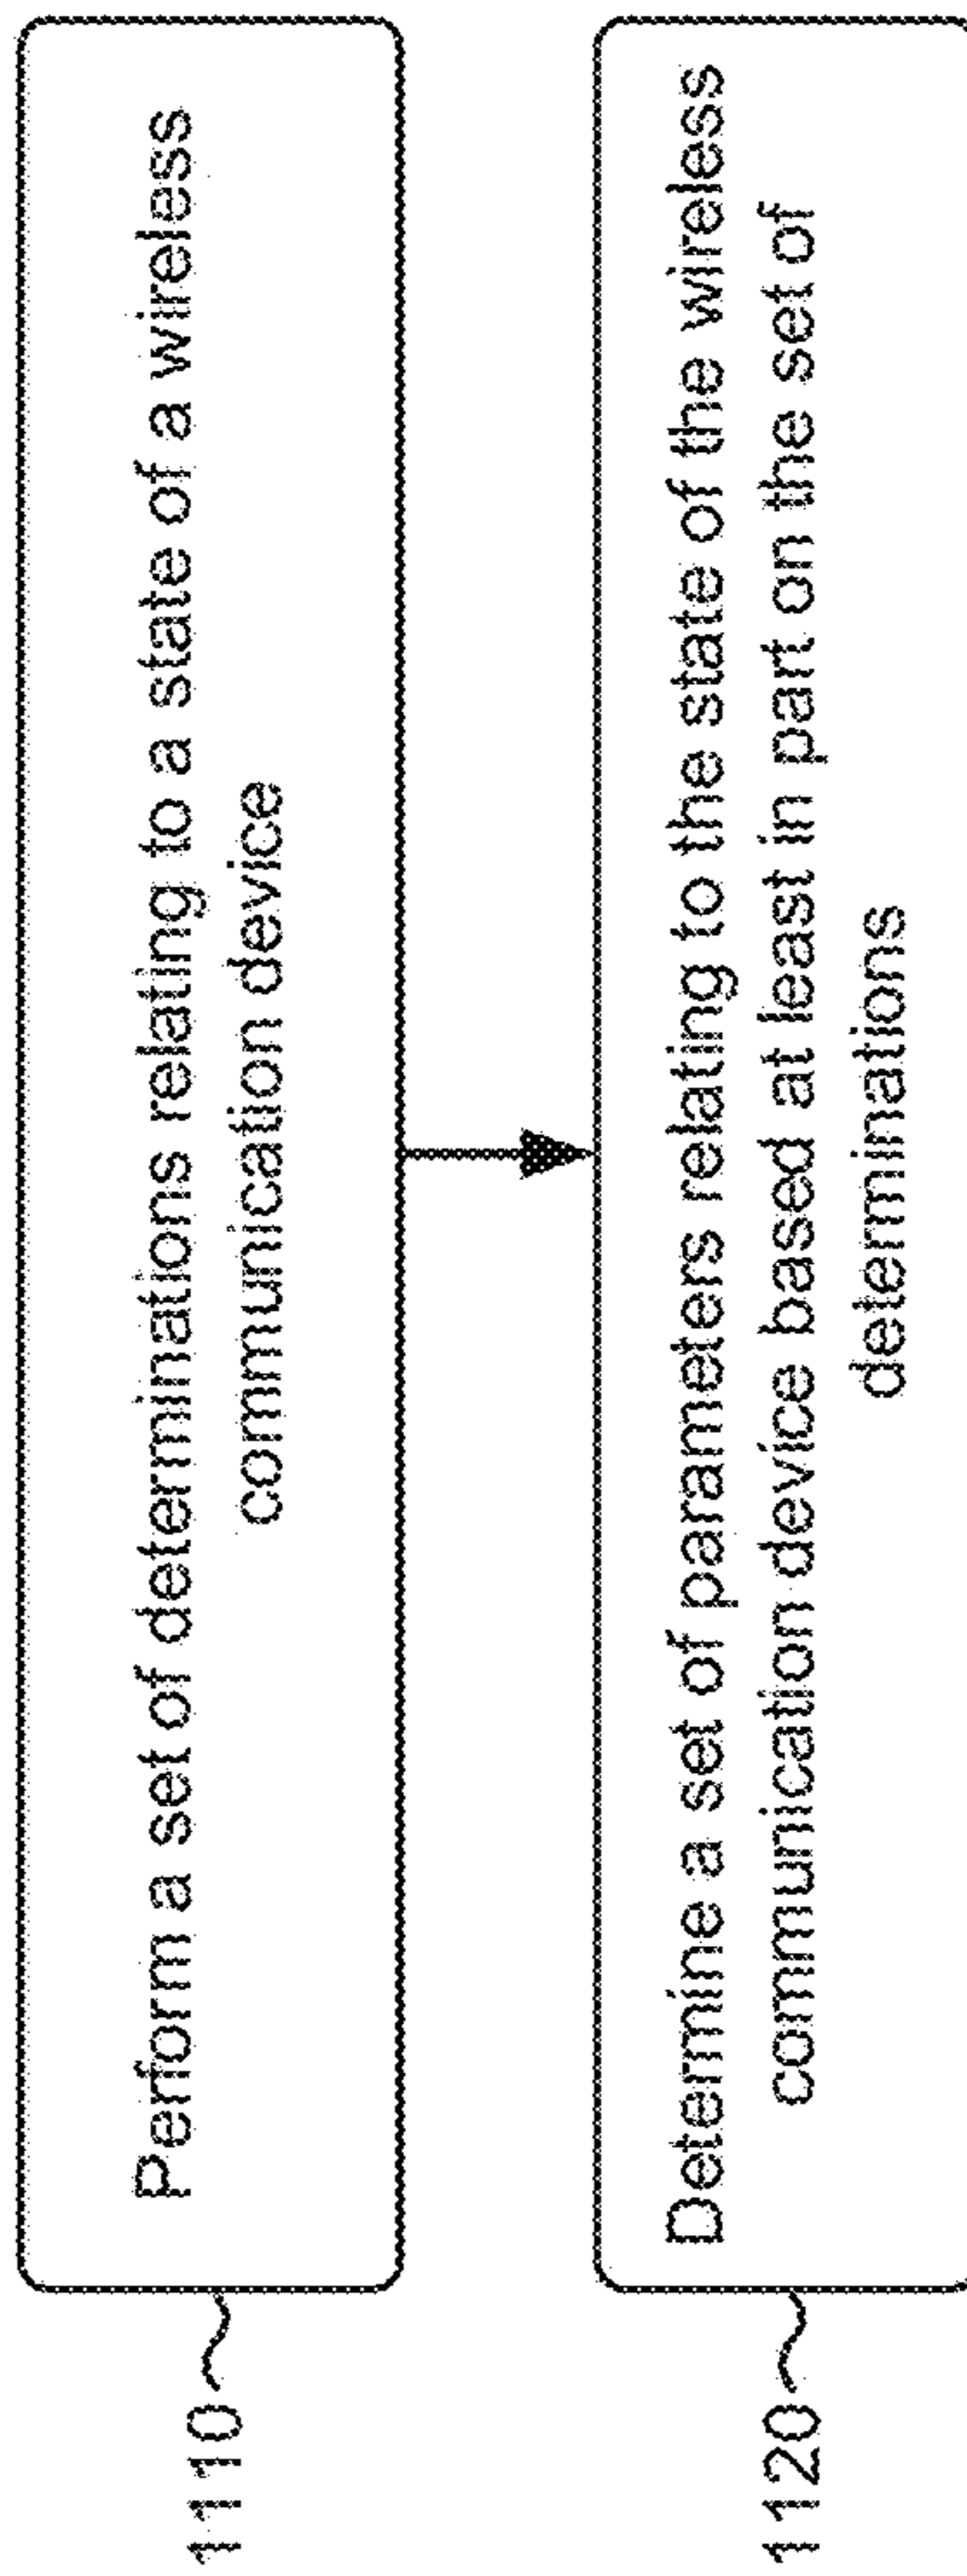 1110
Perform a set of determinations relating to a state of a wireless
communication device
1120
Determine a set of parameters relating to the state of the wireless
communication device based at least in part on the set of
determinations